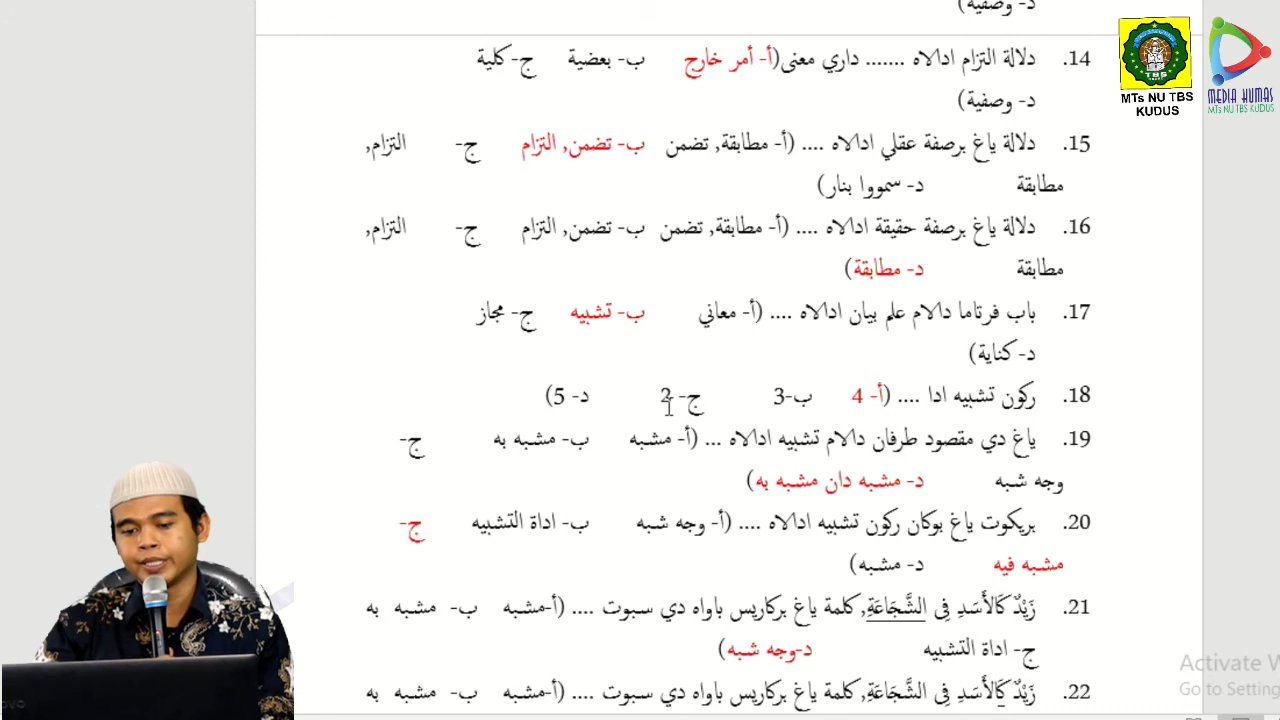 د- وصفية)
14. دلالة التزام ادالاه ....... داري معنى(أ- أمر خارج ب- بعضية ج- كلية
د- وصفية)
15. دلالة ياغ برصفة عقلي ادالاه .... (أ- مطابقة, تضمن ب- تضمن, التزام ج- التزام,
مطابقة د- سمووا بنار)
16. دلالة ياغ برصفة حقيقة ادالاه .... (أ- مطابقة, تضمن ب- تضمن, التزام ج- التزام,
مطابقة د- مطابقة)
17. باب فرتاما دالام علم بيان ادالاه .... (أ- معاني ب- تشبيه ج- مجاز
د- كناية)
18. ركون تشبيه ادا .... (أ- 4 ب-3 ج- 2 د- 5)
19. ياغ دي مقصود طرفان دالام تشبيه ادالاه ... (أ- مشبه ب- مشبه به ج-
وجه شبه د- مشبه دان مشبه به)
20. بريكوت ياغ بوكان ركون تشبيه ادالاه .... (أ- وجه شبه ب- اداة التشبيه ج-
مشبه فيه د- مشبه)
21. زَيْدٌ كَالأَسَدِ فِى الشَّجَاعَةِ,كلمة ياغ بركاريس باواه دي سبوت .... (أ-مشبه ب- مشبه به
ج- اداة التشبيه د-وجه شبه)
22. زَيْدٌ كَالأَسَدِ فِى الشَّجَاعَةِ,كلمة ياغ بركاريس باواه دي سبوت .... (أ-مشبه ب- مشبه به
TBS
MTs NU TBS
KUDUS
MEDIA HUMAS
MTS NU TBS KUDUS
Activate W
Go to Setting